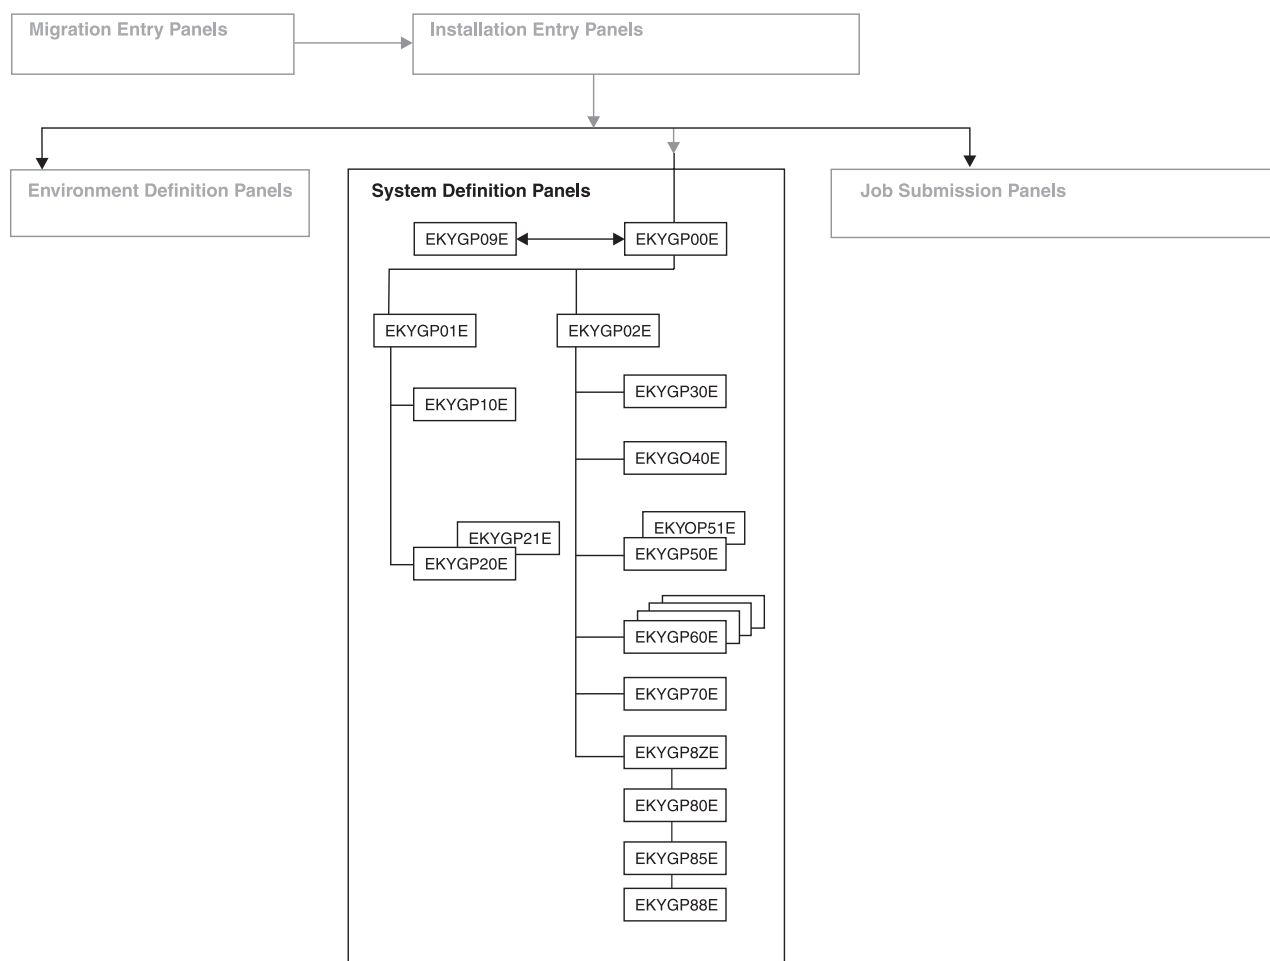 Migration Entry Panels
Installation Entry Panels
Environment Definition Panels
System Definition Panels
Job Submission Panels
EKYGP09E
EKYGP00E
EKYGP01E
EKYGP02E
EKYGP30E
EKYGP10E
EKYGO40E
EKYOP51E
EKYGP21E
EKYGP50E
EKYGP20E
EKYGP60E
EKYGP70E
EKYGP8ZE
EKYGP80E
EKYGP85E
EKYGP88E